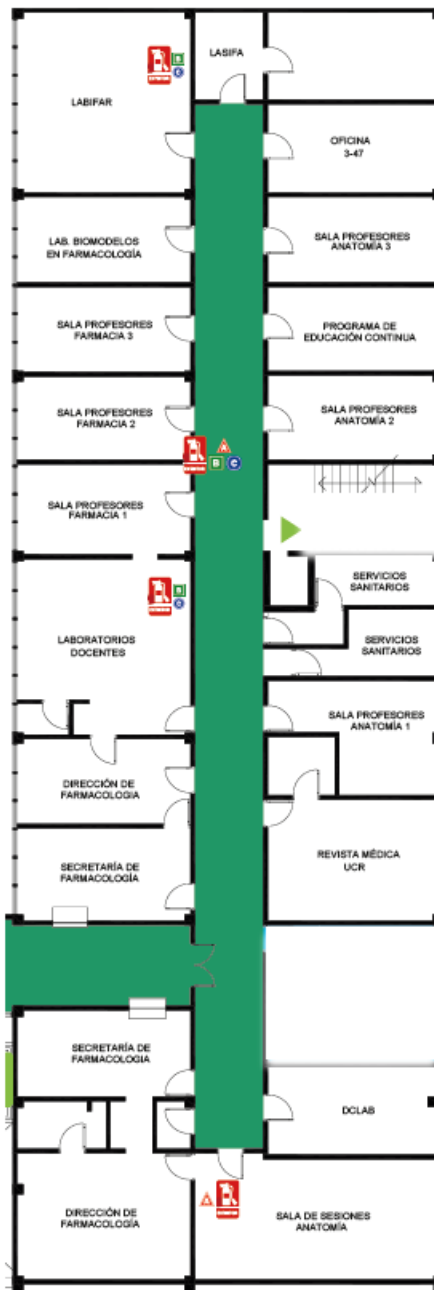 LASIFA
LABIFAR
B
C
OFICINA
3-47
LAB. BIOMODELOS
EN FARMACOLOGÍA
SALA PROFESORES
ANATOMÍA 3
SALA PROFESORES
FARMACIA 3
PROGRAMA DE
EDUCACIÓN CONTINUA
SALA PROFESORES
FARMACIA 2
SALA PROFESORES
ANATOMÍA 2
A
B
C
SALA PROFESORES
FARMACIA 1
SERVICIOS
SANITARIOS
B
C
LABORATORIOS
DOCENTES
SERVICIOS
SANITARIOS
SALA PROFESORES
ANATOMÍA 1
DIRECCIÓN DE
FARMACOLOGIA
SECRETARÍA DE
FARMACOLOGÍA
REVISTA MÉDICA
UCR
SECRETARÍA DE
FARMACOLOGIA
DCLAB
A
DIRECCIÓN DE
FARMACOLOGÍA
SALA DE SESIONES
ANATOMÍA